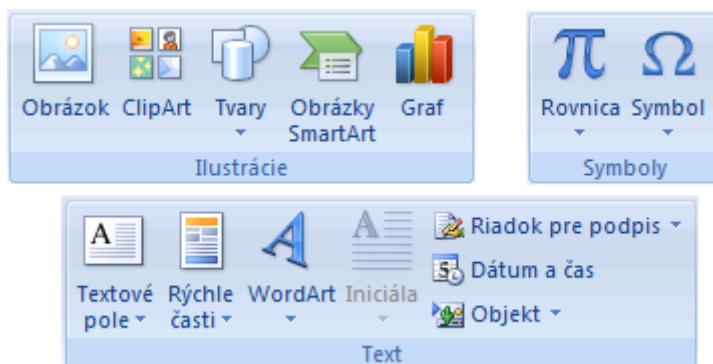 Obrázok ClipArt Tvary Obrázky SmartArt Graf
Ilustrácie
Rovnica Symbol
Symboly
Textové pole Rýchle časti WordArt Iniciála
Riadok pre podpis
Dátum a čas
Objekt
Text